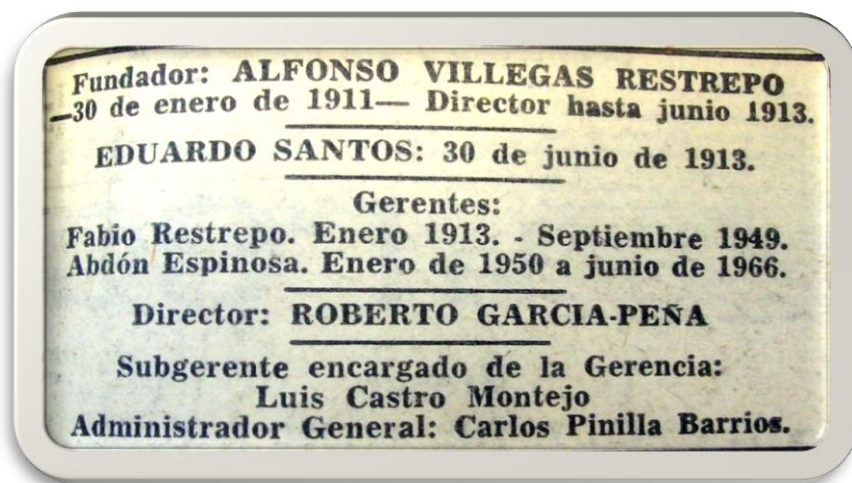 Fundador: ALFONSO VILLEGAS RESTREPO
—30 de enero de 1911— Director hasta junio 1913.
EDUARDO SANTOS: 30 de junio de 1913.
Gerentes:
Fabio Restrepo. Enero 1913. - Septiembre 1949.
Abdón Espinosa. Enero de 1950 a junio de 1966.
Director: ROBERTO GARCIA-PEÑA
Subgerente encargado de la Gerencia:
Luis Castro Montejo
Administrador General: Carlos Pinilla Barrios.